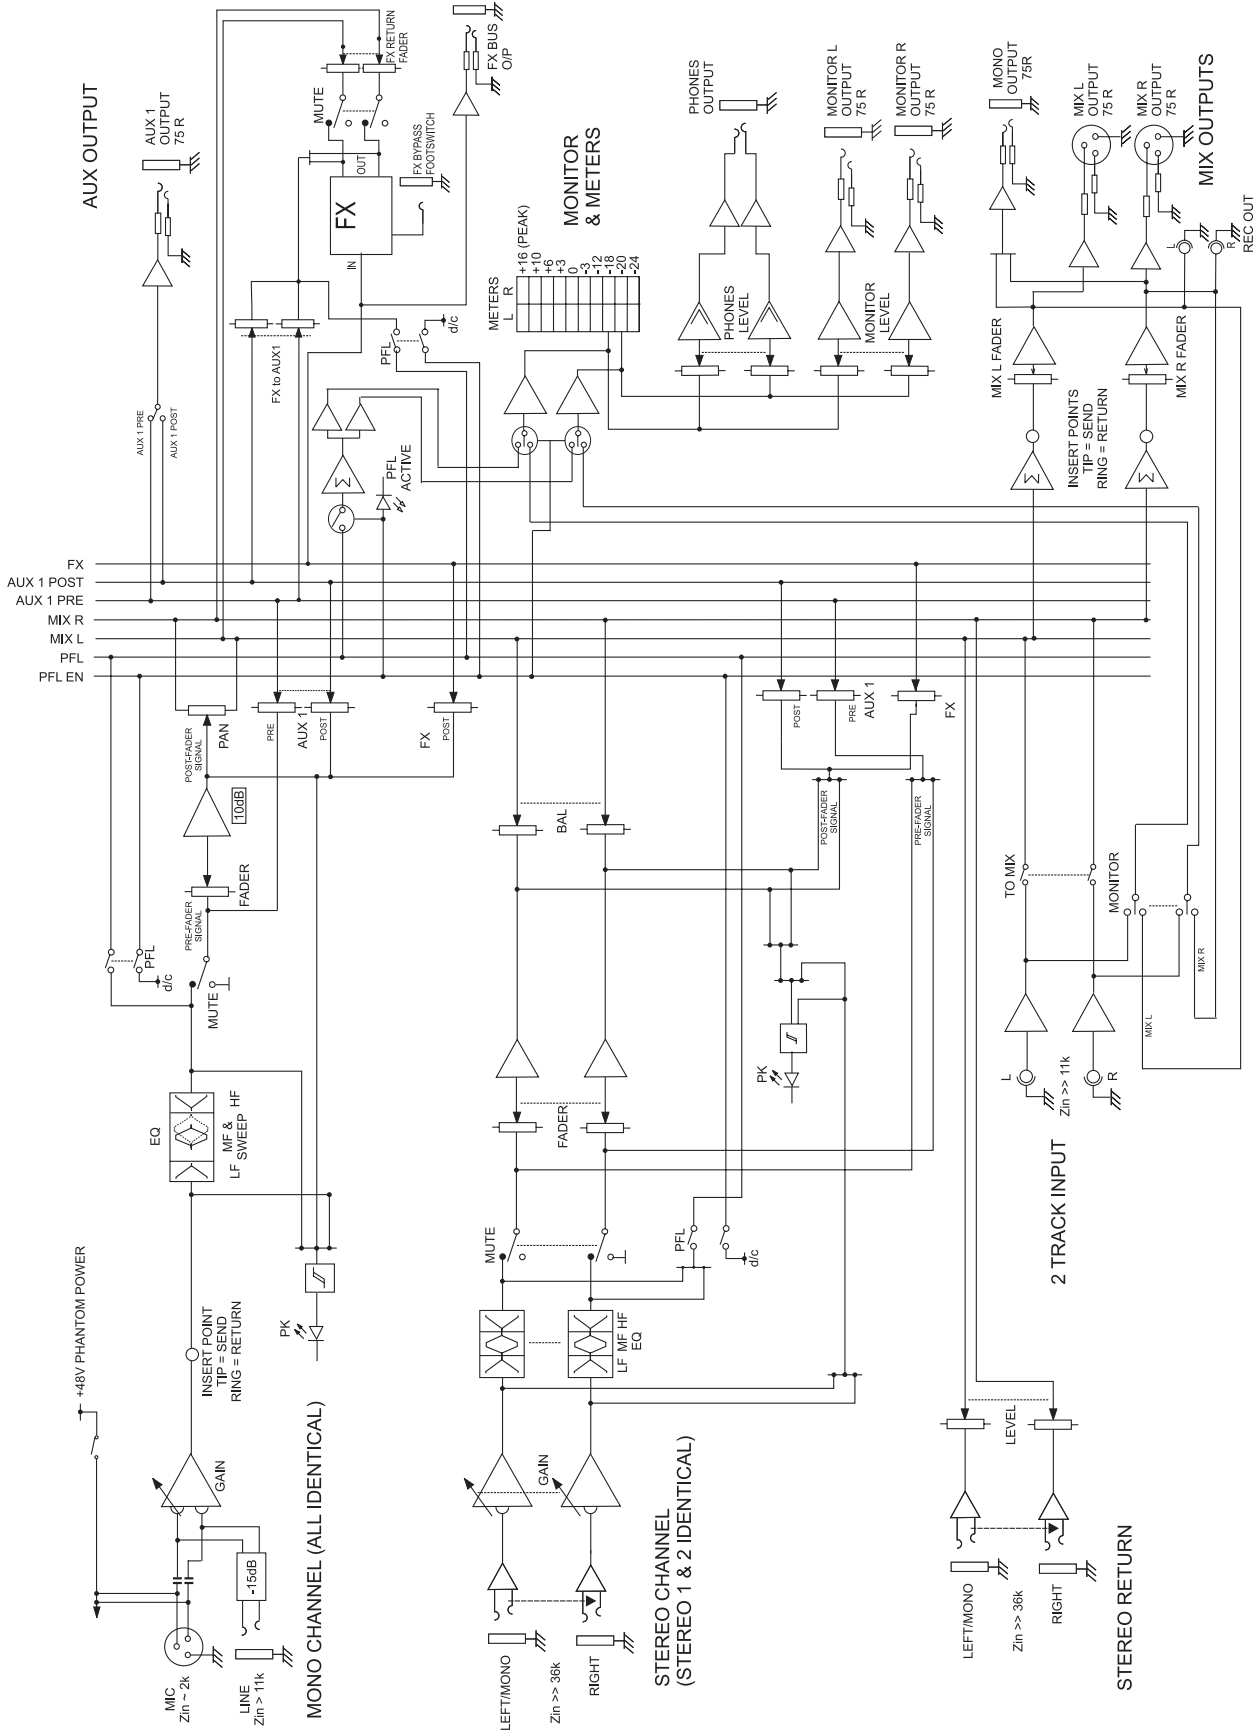 AUX OUTPUT
AUX 1
OUTPUT
75 R
AUX 1 PRE
AUX 1 POST
FX RETURN
FADER
MUTE
FX BUS
O/P
OUT
FX
IN
FX BYPASS
FOOTSWITCH
FX to AUX1
PFL
d/c
PFL
ACTIVE
MONITOR
& METERS
METERS
L R
+16 (PEAK)
+10
+6
+3
0
-3
-12
-18
-20
-24
PHONES
OUTPUT
PHONES
LEVEL
MONITOR L
OUTPUT
75 R
MONITOR R
OUTPUT
75 R
MONITOR
LEVEL
MONO
OUTPUT
75R
MIX L
OUTPUT
75 R
MIX R
OUTPUT
75 R
MIX OUTPUTS
L
R
REC OUT
MIX L FADER
MIX R FADER
INSERT POINTS
TIP = SEND
RING = RETURN
Σ
Σ
Σ
FX
AUX 1 POST
AUX 1 PRE
MIX R
MIX L
PFL
PFL EN
PAN
POST-FADER
SIGNAL
10dB
FADER
PRE-FADER
SIGNAL
PFL
d/c
MUTE
PRE
AUX 1
POST
FX
POST
EQ
LF
MF &
SWEEP
HF
PK
INSERT POINT
TIP = SEND
RING = RETURN
+48V PHANTOM POWER
GAIN
-15dB
MIC
Zin ~ 2k
LINE
Zin > 11k
MONO CHANNEL (ALL IDENTICAL)
BAL
FADER
MUTE
PFL
d/c
LF MF HF
EQ
GAIN
LEFT/MONO
Zin >> 36k
RIGHT
STEREO CHANNEL
(STEREO 1 & 2 IDENTICAL)
POST
PRE
AUX 1
FX
POST-FADER
SIGNAL
PRE-FADER
SIGNAL
PK
TO MIX
MONITOR
MIX L
MIX R
L
Zin >> 11k
R
2 TRACK INPUT
LEVEL
LEFT/MONO
Zin >> 36k
RIGHT
STEREO RETURN